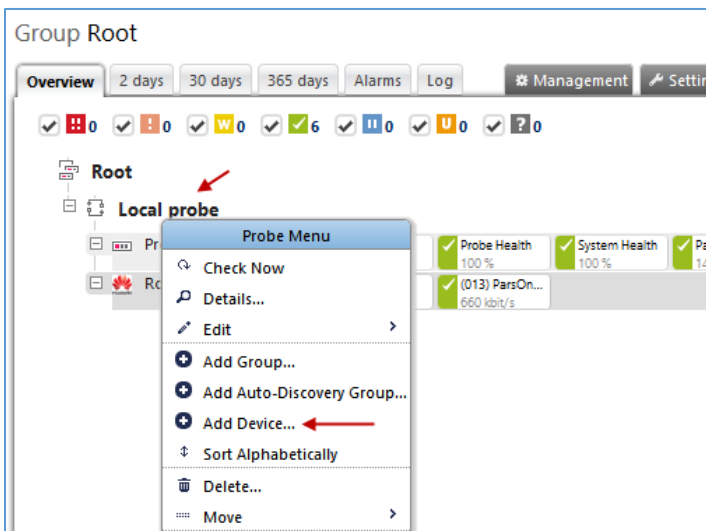 Group Root
Overview 2 days 30 days 365 days Alarms Log Management
!! 0 ! 0 W 0 6 0 U 0 ? 0
Root
Local probe
Probe Menu
Probe Health System Health
100 % 100 %
Check Now
(013) ParsOn...
660 kbit/s
Details...
Edit
Add Group...
Add Auto-Discovery Group...
Add Device...
Sort Alphabetically
Delete...
Move